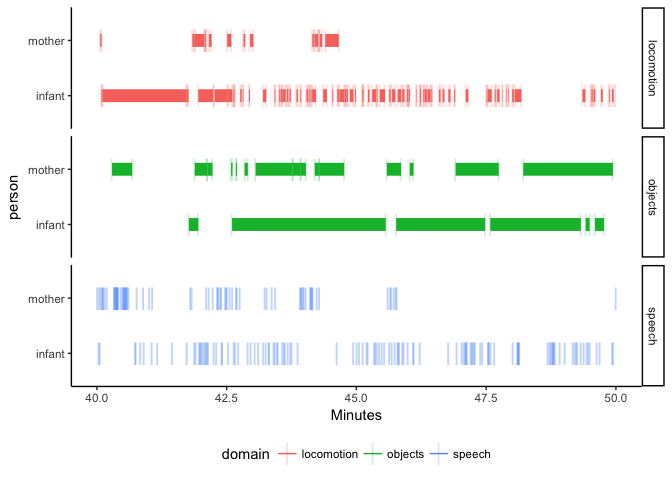 mother
infant
locomotion
person
mother
infant
objects
mother
infant
speech
40.0 42.5 45.0 47.5 50.0
Minutes
domain locomotion objects speech